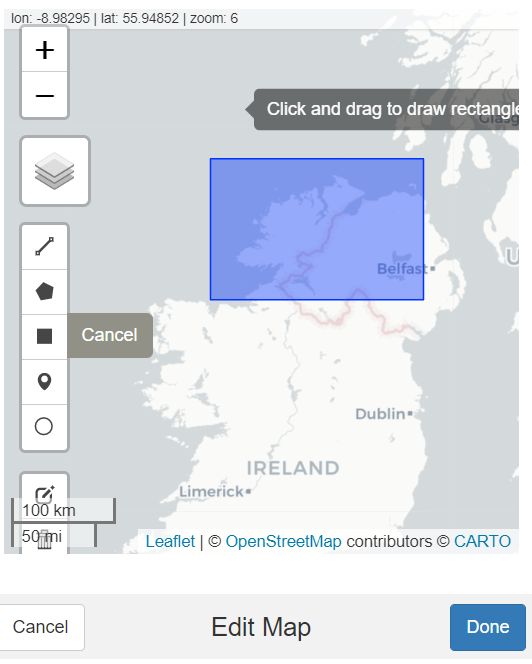 lon: -8.98295 | lat: 55.94852 | zoom: 6
+
−
Click and drag to draw rectangle
Glasg
U
Belfast
Cancel
Dublin
IRELAND
Limerick
100 km
50 mi
Leaflet | © OpenStreetMap contributors © CARTO
Cancel
Edit Map
Done